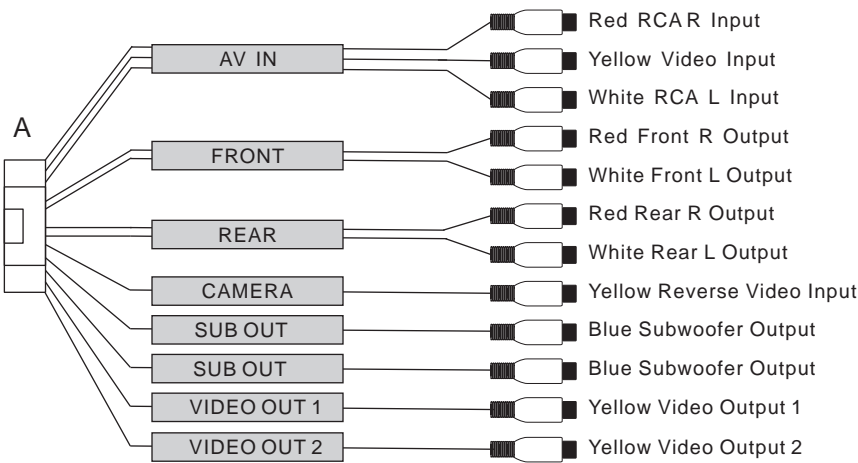 A
AV IN
Red RCA R Input
Yellow Video Input
White RCA L Input
FRONT
Red Front R Output
White Front L Output
REAR
Red Rear R Output
White Rear L Output
CAMERA
Yellow Reverse Video Input
SUB OUT
Blue Subwoofer Output
SUB OUT
Blue Subwoofer Output
VIDEO OUT 1
Yellow Video Output 1
VIDEO OUT 2
Yellow Video Output 2